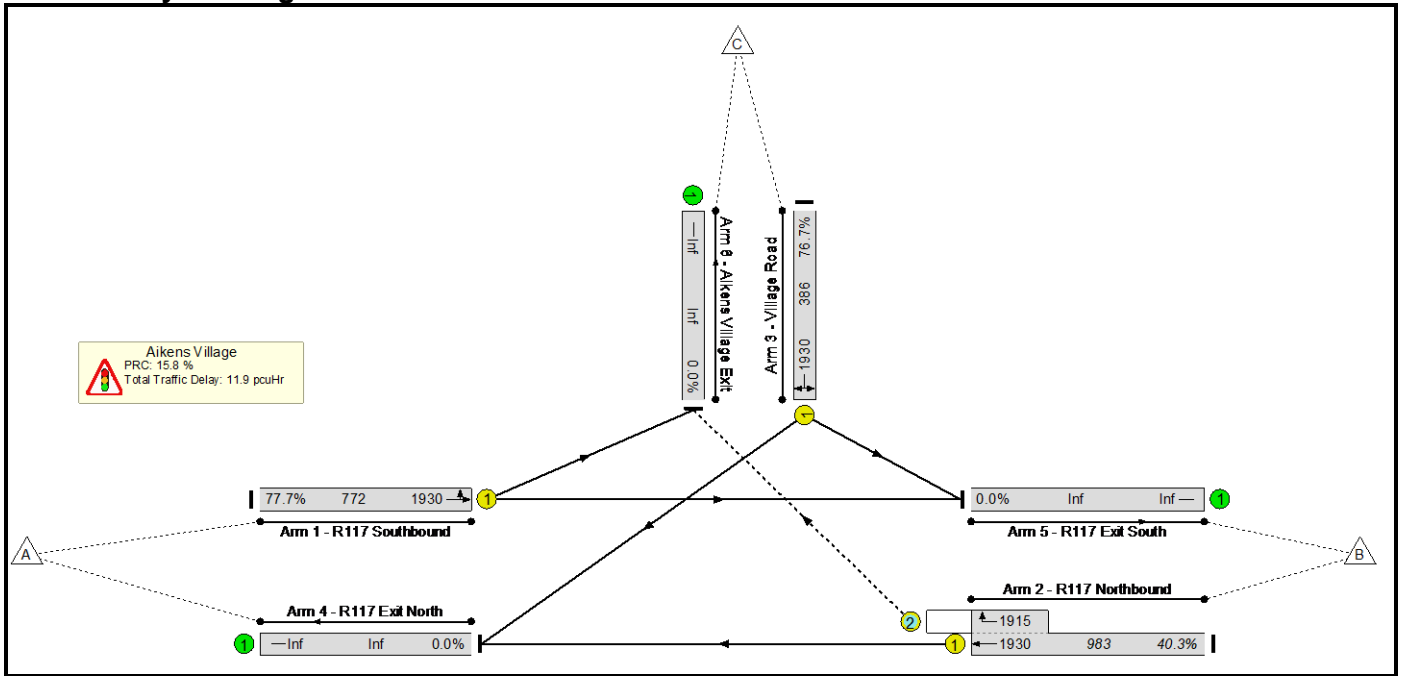 C
1
1
—Inf
Inf
0.0%
Arm 6 - Aikens Village Exit
Arm 3 - Village Road
76.7%
386
1930
Aikens Village
PRC: 15.8 %
Total Traffic Delay: 11.9 pcuHr
77.7% 772 1930
1
Arm 1 - R117 Southbound
0.0% Inf Inf —
1
Arm 5 - R117 Exit South
A
B
Arm 4 - R117 Exit North
1
—Inf Inf 0.0%
Arm 2 - R117 Northbound
2
1915
1
1930 983 40.3%